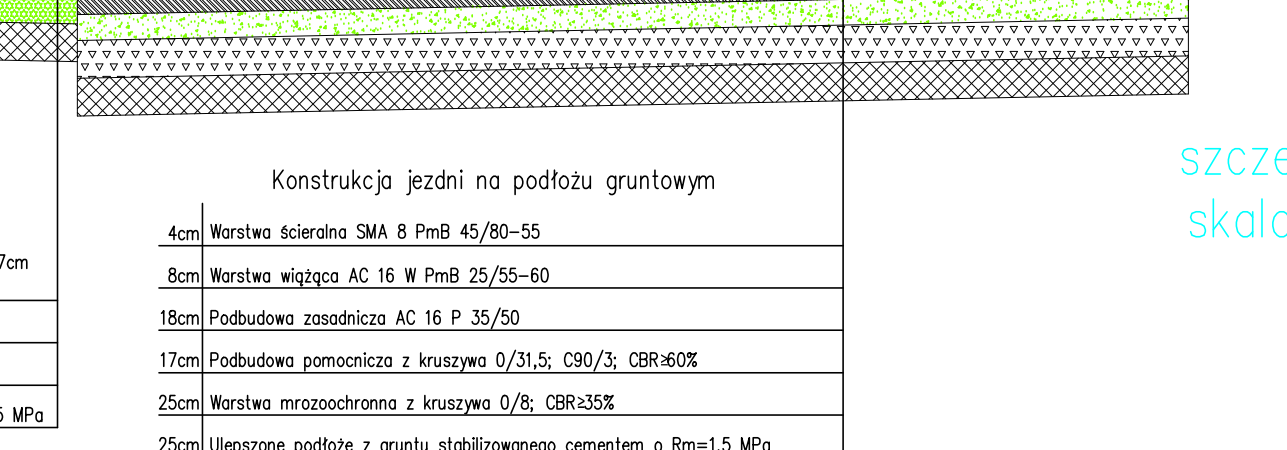 szcze
skalo
Konstrukcja jezdni na podłożu gruntowym
4cm Warstwa ścieralna SMA 8 PmB 45/80-55
7cm
8cm Warstwa wiążąca AC 16 W PmB 25/55-60
18cm Podbudowa zasadnicza AC 16 P 35/50
17cm Podbudowa pomocnicza z kruszywa 0/31,5; C90/3; CBR≥60%
25cm Warstwa mrozoochronna z kruszywa 0/8; CBR≥35%
5 MPa
25cm Ulepszone podłoże z gruntu stabilizowanego cementem o Rm=1,5 MPa